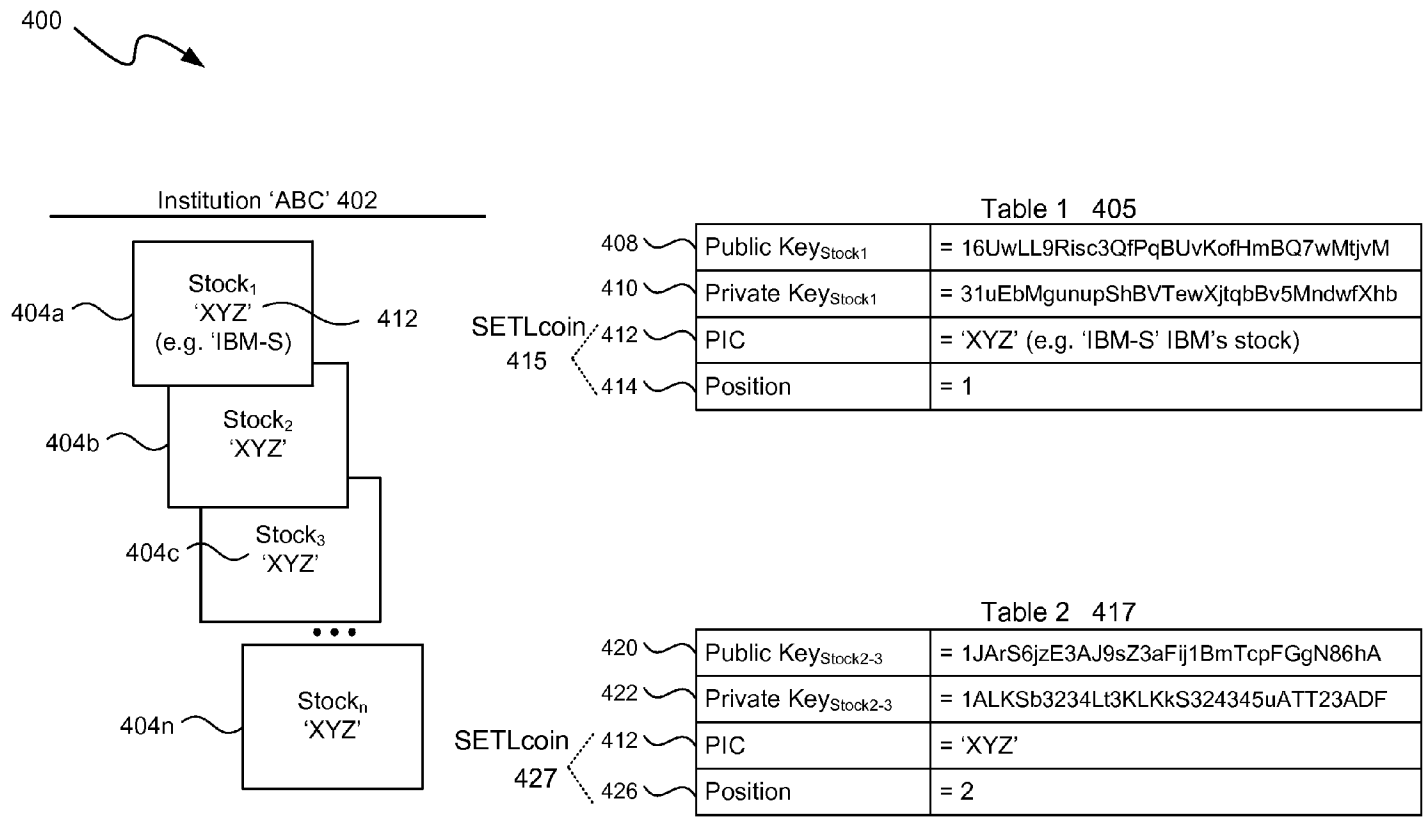 400
Institution ‘ABC’ 402
Stock1
‘XYZ’
(e.g. ‘IBM-S)
404a
412
Stock2
‘XYZ’
404b
Stock3
‘XYZ’
404c
•••
Stockn
‘XYZ’
404n
Table 1 405
408 Public KeyStock1 = 16UwLL9Risc3QfPqBUvKofHmBQ7wMtjvM
410 Private KeyStock1 = 31uEbMgunupShBVTewXjtqbBv5MndwfXhb
SETLcoin
415
412 PIC = ‘XYZ’ (e.g. ‘IBM-S’ IBM’s stock)
414 Position = 1
Table 2 417
420 Public KeyStock2-3 = 1JArS6jzE3AJ9sZ3aFij1BmTcpFGgN86hA
422 Private KeyStock2-3 = 1ALKSb3234Lt3KLKkS324345uATT23ADF
SETLcoin
427
412 PIC = ‘XYZ’
426 Position = 2